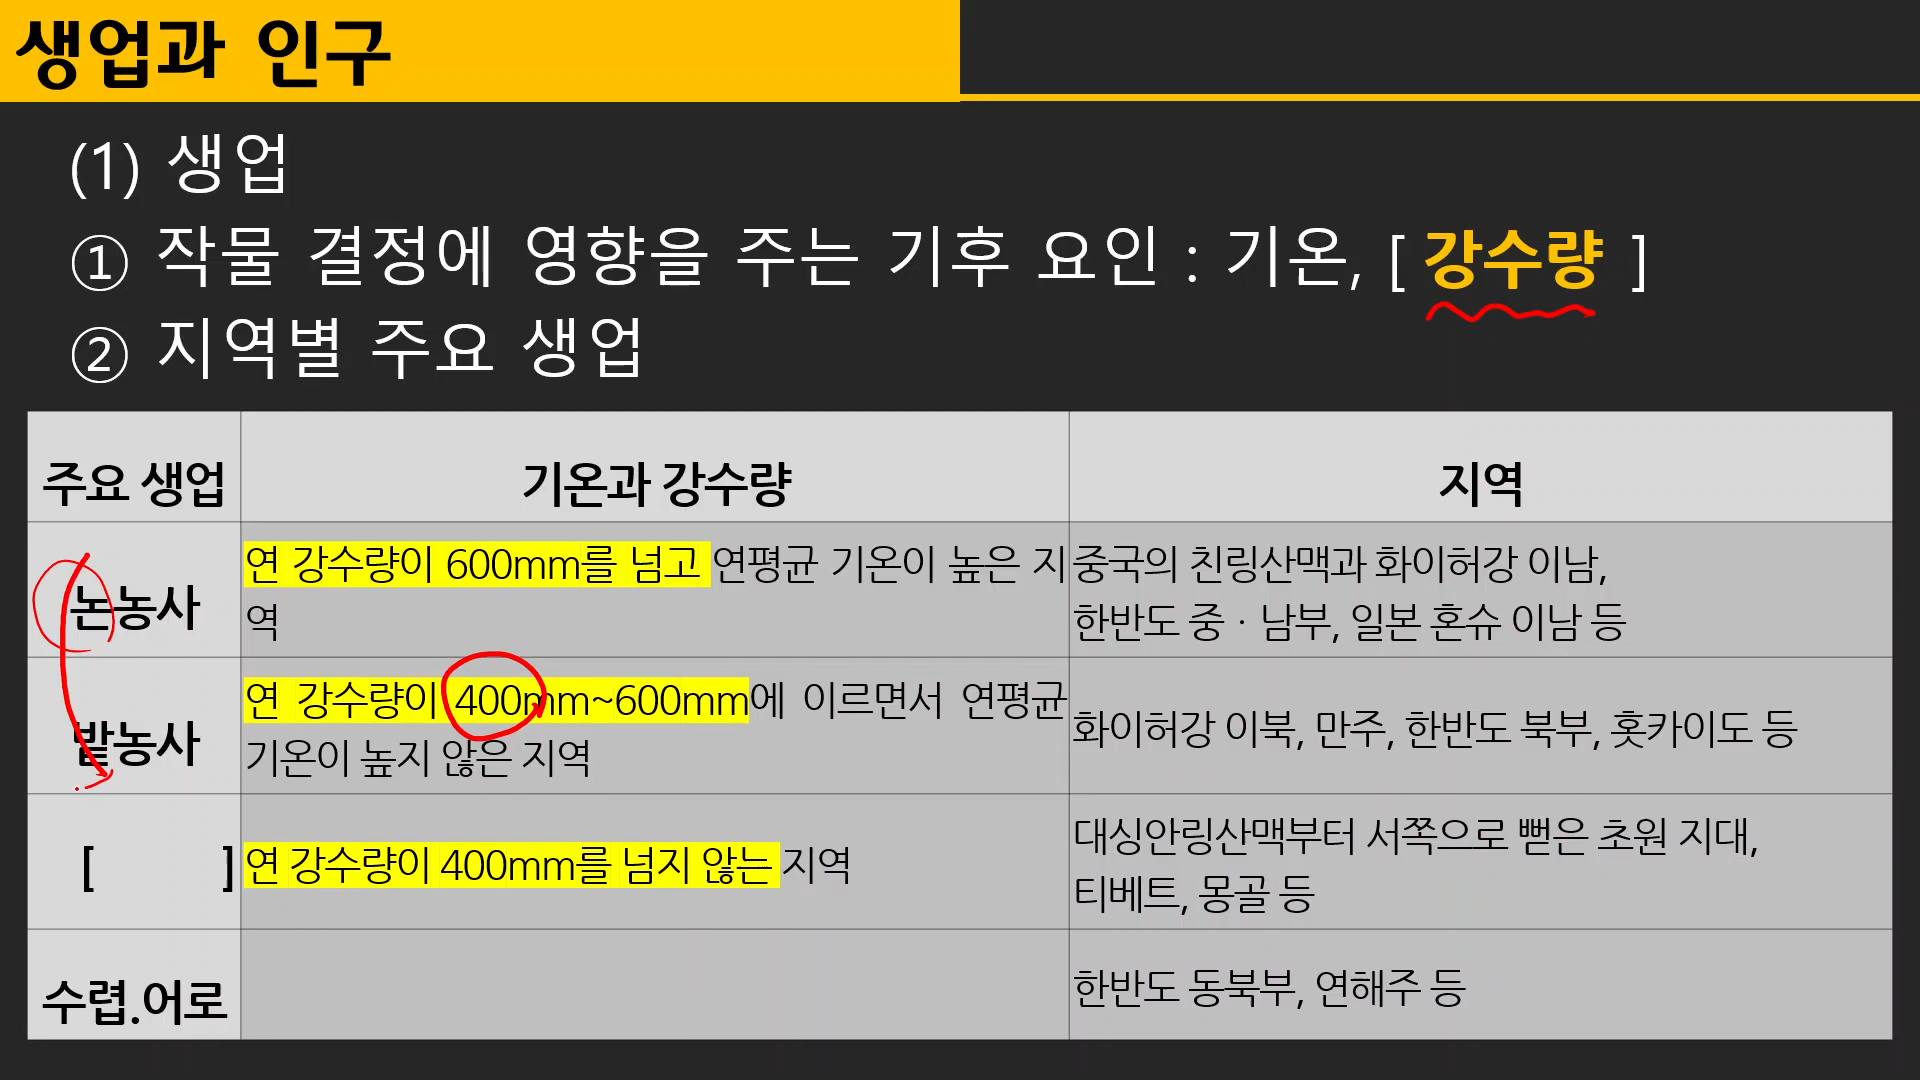 생업과 인구
(1) 생업
① 작물 결정에 영향을 주는 기후 요인 : 기온, [ 강수량 ]
② 지역별 주요 생업
주요 생업
기온과 강수량
지역
논농사
연 강수량이 600mm를 넘고 연평균 기온이 높은 지
역
중국의 친링산맥과 화이허강 이남,
한반도 중 · 남부, 일본 혼슈 이남 등
밭농사
연 강수량이 400mm~600mm에 이르면서 연평균
기온이 높지 않은 지역
화이허강 이북, 만주, 한반도 북부, 홋카이도 등
[ ]
연 강수량이 400mm를 넘지 않는 지역
대싱안링산맥부터 서쪽으로 뻗은 초원 지대,
티베트, 몽골 등
수렵.어로
한반도 동북부, 연해주 등